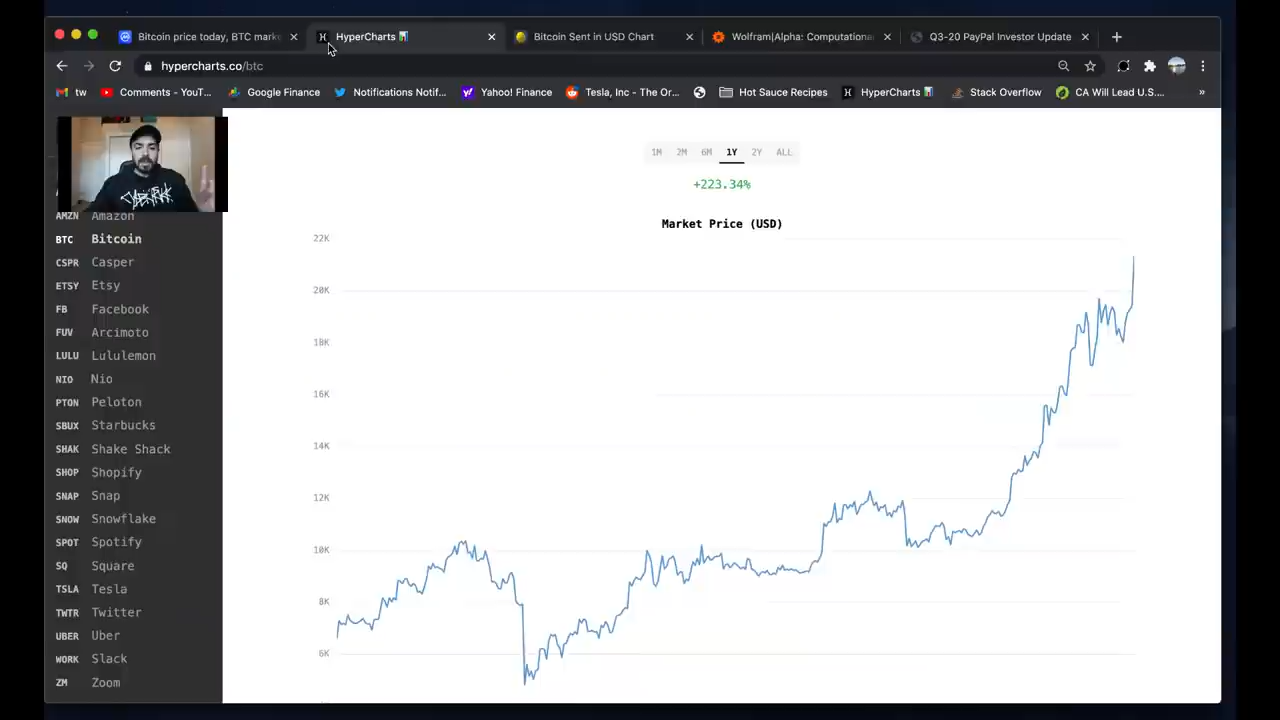 Bitcoin price today, BTC mark
HyperCharts
Bitcoin Sent in USD Chart
Wolfram|Alpha: Computationa
Q3-20 PayPal Investor Update
hypercharts.co/btc
tw
Comments - YouT...
Google Finance
Notifications Notif...
Yahoo! Finance
Tesla, Inc - The Or...
Hot Sauce Recipes
HyperCharts
Stack Overflow
CA Will Lead U.S....
»
1M 2M 6M 1Y 2Y ALL
+223.34%
Market Price (USD)
22K
20K
18K
16K
14K
12K
10K
8K
6K
AMZN Amazon
BTC Bitcoin
CSPR Casper
ETSY Etsy
FB Facebook
FUV Arcimoto
LULU Lululemon
NIO Nio
PTON Peloton
SBUX Starbucks
SHAK Shake Shack
SHOP Shopify
SNAP Snap
SNOW Snowflake
SPOT Spotify
SQ Square
TSLA Tesla
TWTR Twitter
UBER Uber
WORK Slack
ZM Zoom